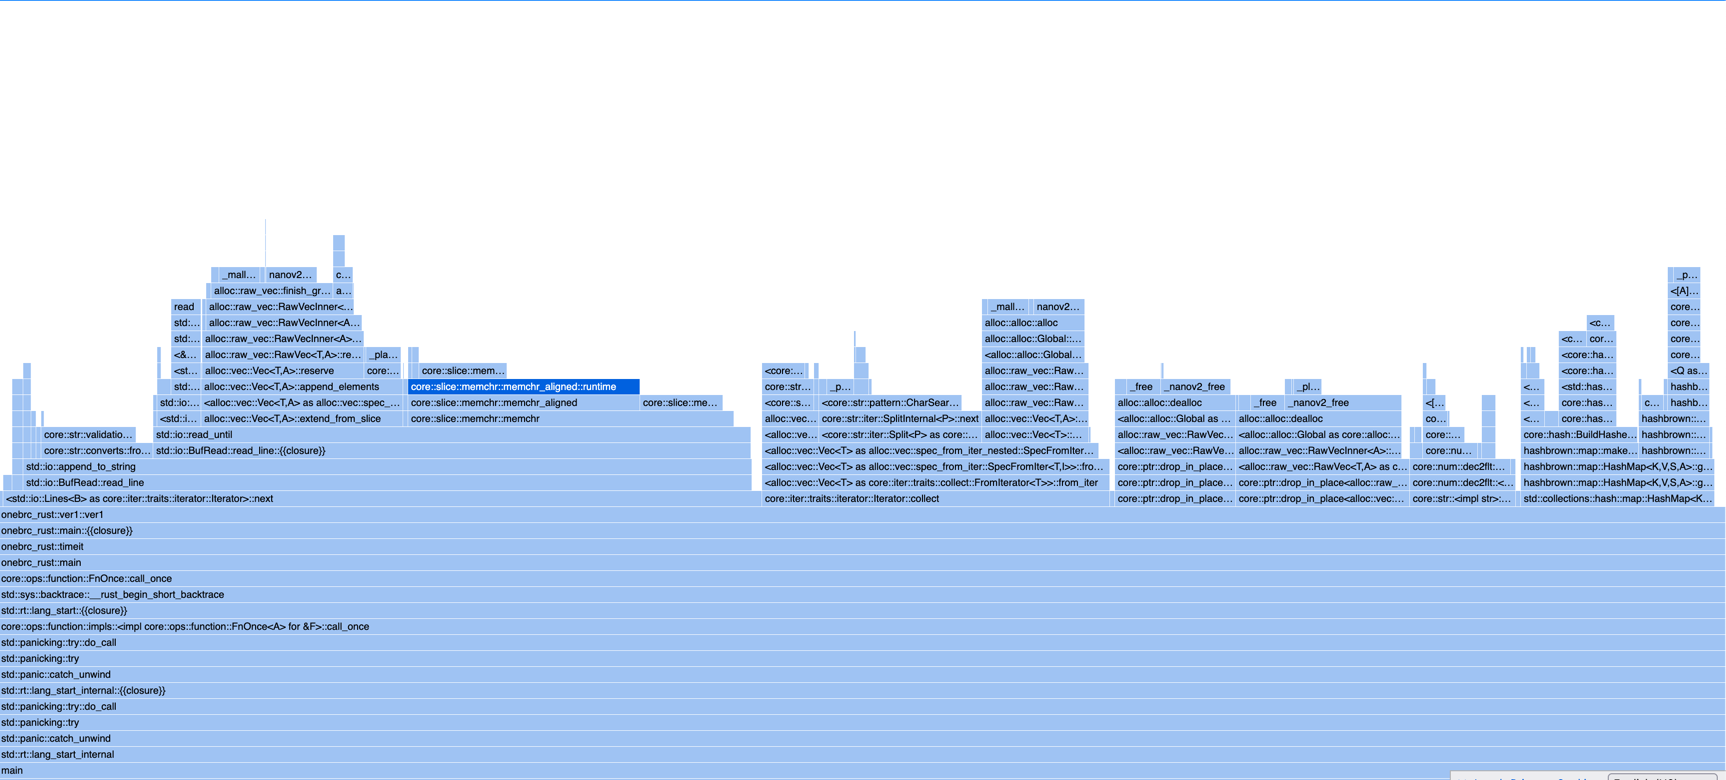 _mall… nanov2… c… _p…
alloc::raw_vec::finish_gr… a… <[A]…
read alloc::raw_vec::RawVecInner<… _mall… nanov2… core…
std:… alloc::raw_vec::RawVecInner<A… alloc::alloc::alloc <c… core…
std:… alloc::raw_vec::RawVecInner<A>… alloc::alloc::Global::… <c… cor… core…
<&… alloc::raw_vec::RawVec<T,A>::re… _pla… <alloc::alloc::Global… <core::ha… core…
<st… alloc::vec::Vec<T,A>::reserve core:… core::slice::mem… <core:… alloc::raw_vec::Raw… core::ha… <Q as…
std:… alloc::vec::Vec<T,A>::append_elements core::slice::memchr::memchr_aligned::runtime core::str… _p… alloc::raw_vec::Raw… _free _nanov2_free _pl… <… <std::has… hashb…
std::io:… <alloc::vec::Vec<T,A> as alloc::vec::spec_… core::slice::memchr::memchr_aligned core::slice::me… <core::s… <core::str::pattern::CharSear… alloc::raw_vec::Raw… alloc::alloc::dealloc _free _nanov2_free <[… <… core::has… c… hashb…
<std::i… alloc::vec::Vec<T,A>::extend_from_slice core::slice::memchr::memchr alloc::vec… core::str::iter::SplitInternal<P>::next alloc::vec::Vec<T,A>:… <alloc::alloc::Global as … alloc::alloc::dealloc co… <… core::has… hashbrown::…
core::str::validatio… std::io::read_until <alloc::ve… <core::str::iter::Split<P> as core::… alloc::vec::Vec<T>::… alloc::raw_vec::RawVec… <alloc::alloc::Global as core::alloc:… core::… core::hash::BuildHashe… hashbrown::…
core::str::converts::fro… std::io::BufRead::read_line::{{closure}} <alloc::vec::Vec<T> as alloc::vec::spec_from_iter_nested::SpecFromIter… <alloc::raw_vec::RawVe… alloc::raw_vec::RawVecInner<A>::… core::nu… hashbrown::map::make… hashbrown::…
std::io::append_to_string <alloc::vec::Vec<T> as alloc::vec::spec_from_iter::SpecFromIter<T,I>>::fro… core::ptr::drop_in_place… <alloc::raw_vec::RawVec<T,A> as c… core::num::dec2flt:… hashbrown::map::HashMap<K,V,S,A>::g…
std::io::BufRead::read_line <alloc::vec::Vec<T> as core::iter::traits::collect::FromIterator<T>>::from_iter core::ptr::drop_in_place… core::ptr::drop_in_place<alloc::raw_… core::num::dec2flt::<… hashbrown::map::HashMap<K,V,S,A>::g…
<std::io::Lines<B> as core::iter::traits::iterator::Iterator>::next core::iter::traits::iterator::Iterator::collect core::ptr::drop_in_place… core::ptr::drop_in_place<alloc::vec:… core::str::<impl str>:… std::collections::hash::map::HashMap<K…
onebrc_rust::ver1::ver1
onebrc_rust::main::{{closure}}
onebrc_rust::timeit
onebrc_rust::main
core::ops::function::FnOnce::call_once
std::sys::backtrace::__rust_begin_short_backtrace
std::rt::lang_start::{{closure}}
core::ops::function::impls::<impl core::ops::function::FnOnce<A> for &F>::call_once
std::panicking::try::do_call
std::panicking::try
std::panic::catch_unwind
std::rt::lang_start_internal::{{closure}}
std::panicking::try::do_call
std::panicking::try
std::panic::catch_unwind
std::rt::lang_start_internal
main